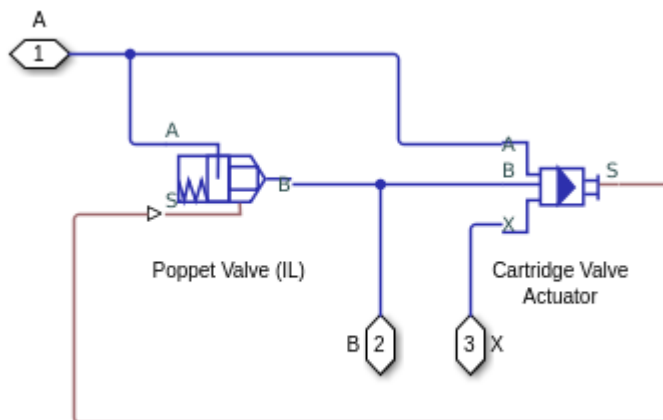 A
1
A
A
B
S
B
S
X
Poppet Valve (IL)
Cartridge Valve
Actuator
B
2
3
X